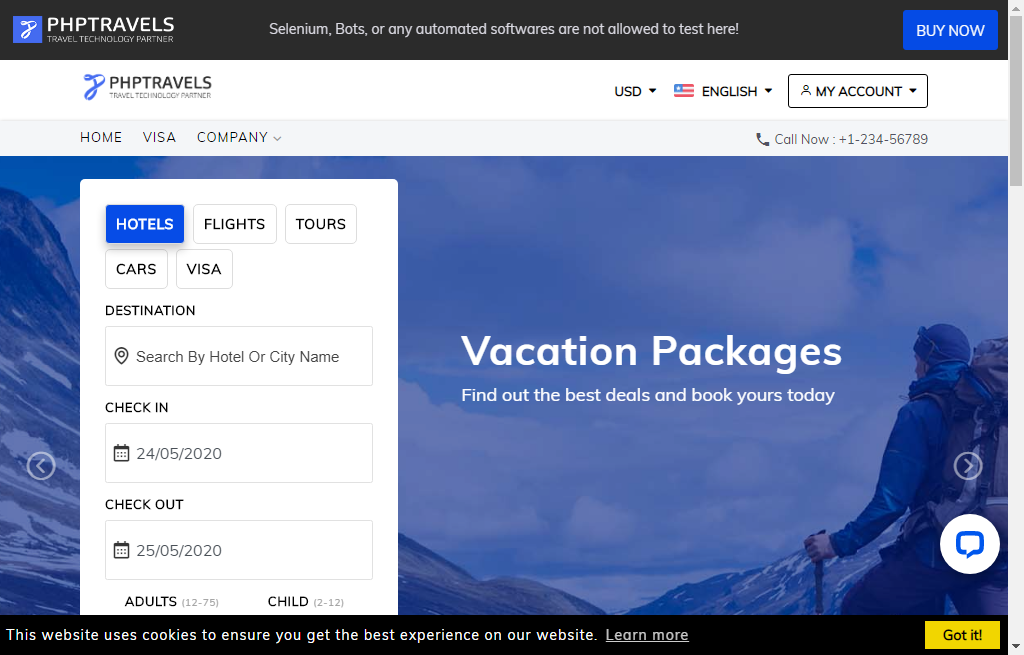 PHPTRAVELS
TRAVEL TECHNOLOGY PARTNER
Selenium, Bots, or any automated softwares are not allowed to test here!
BUY NOW
PHPTRAVELS
TRAVEL TECHNOLOGY PARTNER
USD
ENGLISH
MY ACCOUNT
HOME VISA COMPANY
Call Now : +1-234-56789
HOTELS FLIGHTS TOURS
CARS VISA
DESTINATION
Search By Hotel Or City Name
CHECK IN
24/05/2020
CHECK OUT
25/05/2020
ADULTS (12-75) CHILD (2-12)
Vacation Packages
Find out the best deals and book yours today
This website uses cookies to ensure you get the best experience on our website. Learn more
Got it!